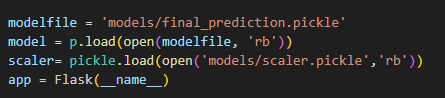 modelfile = 'models/final_prediction.pickle'
model = p.load(open(modelfile, 'rb'))
scaler= pickle.load(open('models/scaler.pickle','rb'))
app = Flask(__name__)